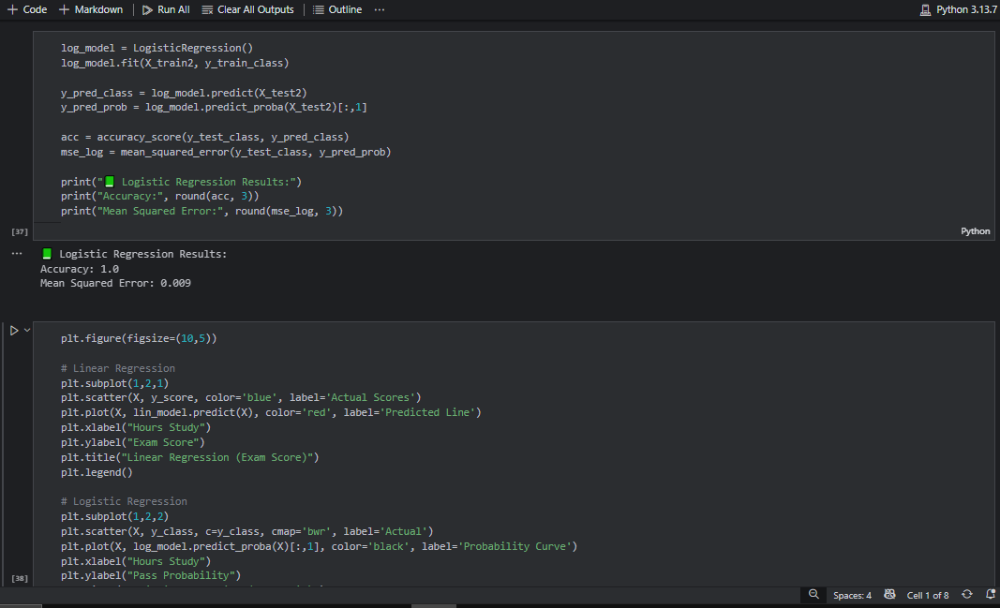 + Code + Markdown | Run All Clear All Outputs | Outline ... Python 3.13.7
log_model = LogisticRegression()
log_model.fit(X_train2, y_train_class)
y_pred_class = log_model.predict(X_test2)
y_pred_prob = log_model.predict_proba(X_test2)[:,1]
acc = accuracy_score(y_test_class, y_pred_class)
mse_log = mean_squared_error(y_test_class, y_pred_prob)
print("📗 Logistic Regression Results:")
print("Accuracy:", round(acc, 3))
print("Mean Squared Error:", round(mse_log, 3))
[37] Python
... 📗 Logistic Regression Results:
Accuracy: 1.0
Mean Squared Error: 0.009
plt.figure(figsize=(10,5))
# Linear Regression
plt.subplot(1,2,1)
plt.scatter(X, y_score, color='blue', label='Actual Scores')
plt.plot(X, lin_model.predict(X), color='red', label='Predicted Line')
plt.xlabel("Hours Study")
plt.ylabel("Exam Score")
plt.title("Linear Regression (Exam Score)")
plt.legend()
# Logistic Regression
plt.subplot(1,2,2)
plt.scatter(X, y_class, c=y_class, cmap='bwr', label='Actual')
plt.plot(X, log_model.predict_proba(X)[:,1], color='black', label='Probability Curve')
plt.xlabel("Hours Study")
plt.ylabel("Pass Probability")
[38]
Spaces: 4 Cell 1 of 8